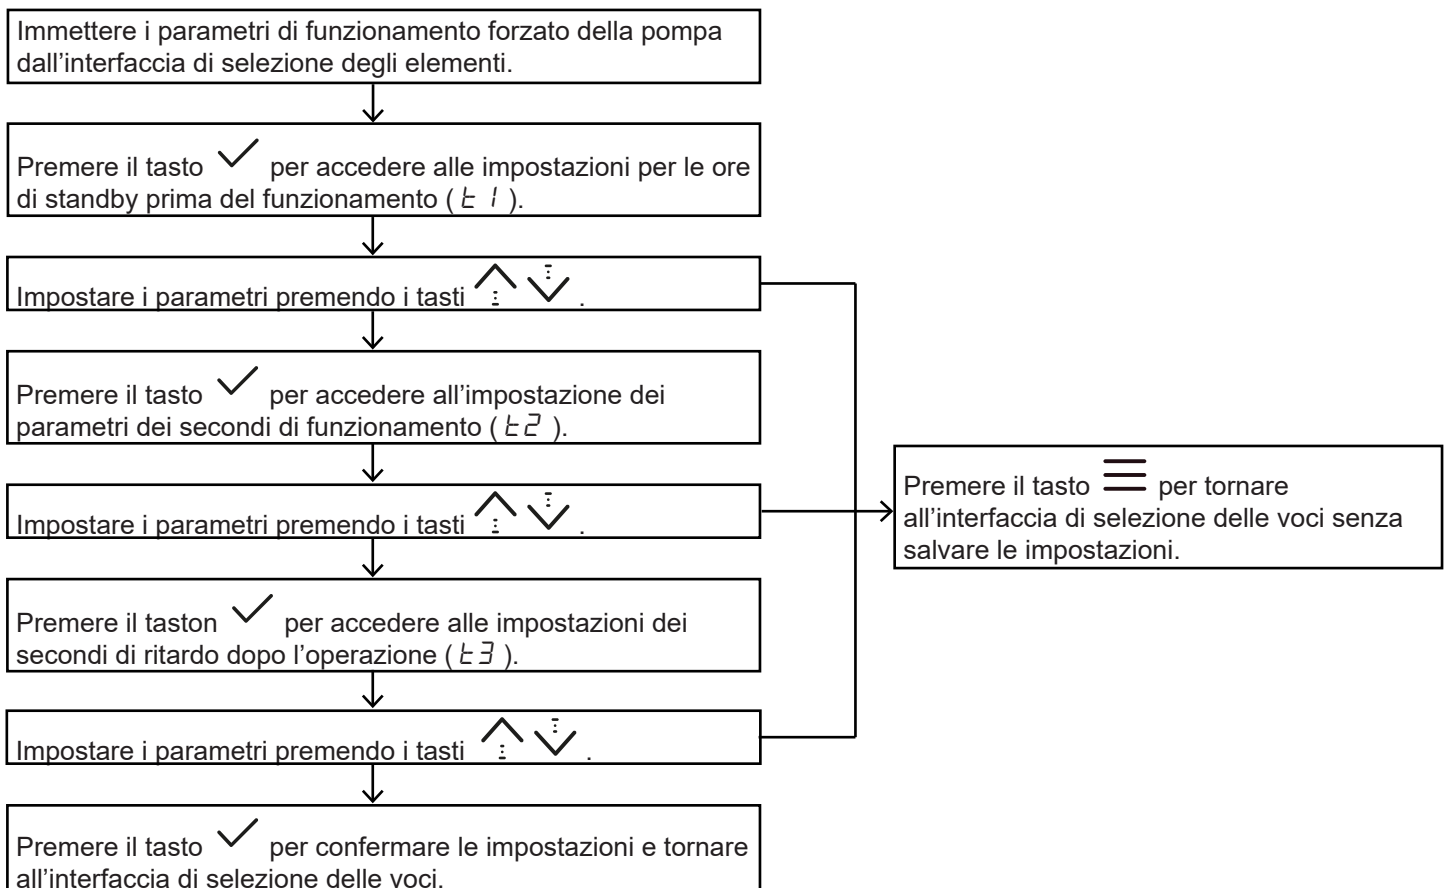 Immettere i parametri di funzionamento forzato della pompa
dall'interfaccia di selezione degli elementi.
Premere il tasto per accedere alle impostazioni per le ore
di standby prima del funzionamento ( t 1 ).
Impostare i parametri premendo i tasti .
Premere il tasto per accedere all'impostazione dei
parametri dei secondi di funzionamento ( t2 ).
Impostare i parametri premendo i tasti .
Premere il taston per accedere alle impostazioni dei
secondi di ritardo dopo l'operazione ( t3 ).
Impostare i parametri premendo i tasti .
Premere il tasto per confermare le impostazioni e tornare
all'interfaccia di selezione delle voci.
Premere il tasto per tornare
all'interfaccia di selezione delle voci senza
salvare le impostazioni.